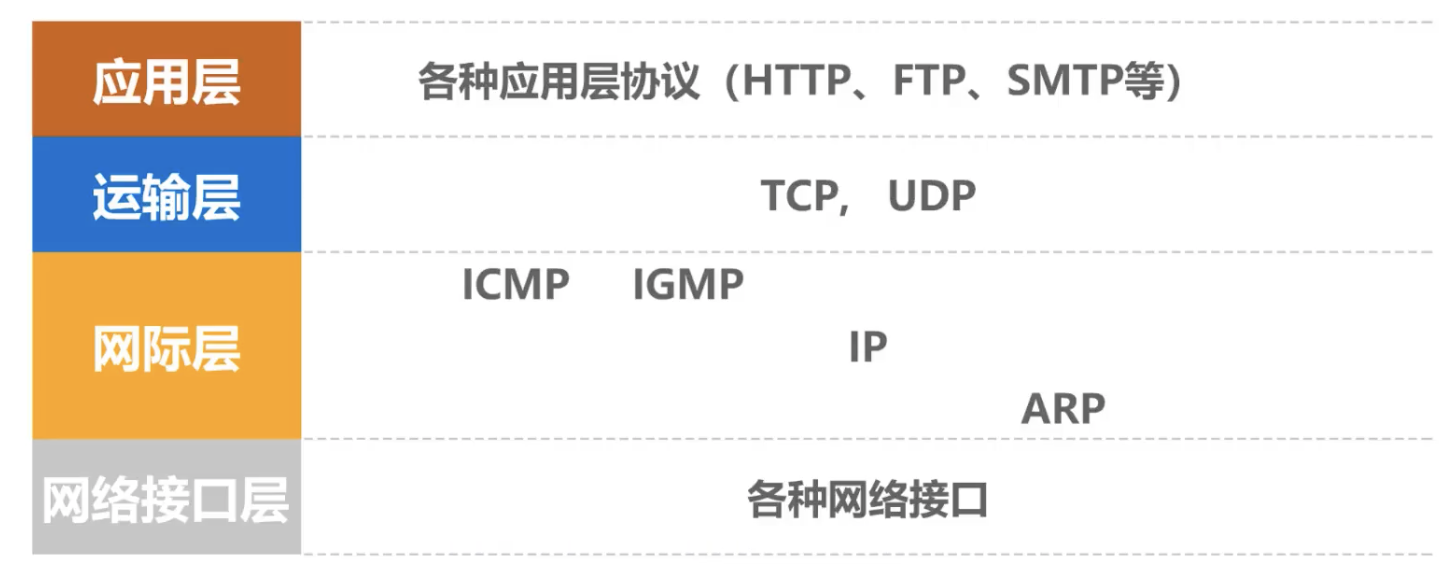 应用层
各种应用层协议（HTTP、FTP、SMTP等）
运输层
TCP， UDP
网际层
ICMP IGMP
IP
ARP
网络接口层
各种网络接口